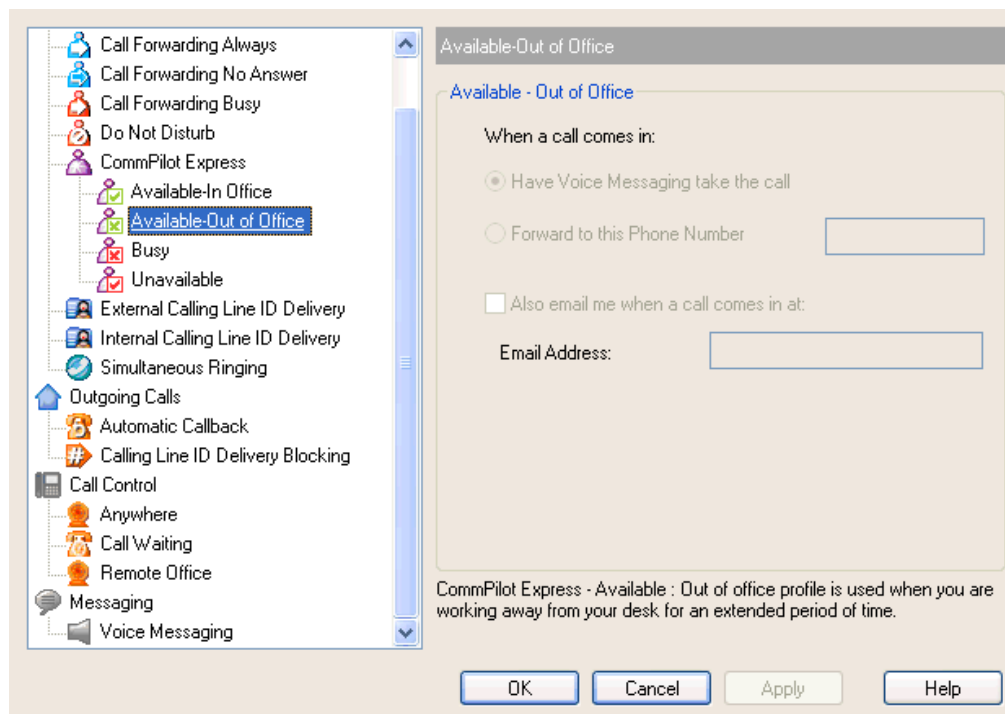 Call Forwarding Always
Call Forwarding No Answer
Call Forwarding Busy
Do Not Disturb
CommPilot Express
Available-In Office
Available-Out of Office
Busy
Unavailable
External Calling Line ID Delivery
Internal Calling Line ID Delivery
Simultaneous Ringing
Outgoing Calls
Automatic Callback
Calling Line ID Delivery Blocking
Call Control
Anywhere
Call Waiting
Remote Office
Messaging
Voice Messaging
Available-Out of Office
Available - Out of Office
When a call comes in:
Have Voice Messaging take the call
Forward to this Phone Number
Also email me when a call comes in at:
Email Address:
CommPilot Express - Available : Out of office profile is used when you are
working away from your desk for an extended period of time.
OK
Cancel
Apply
Help